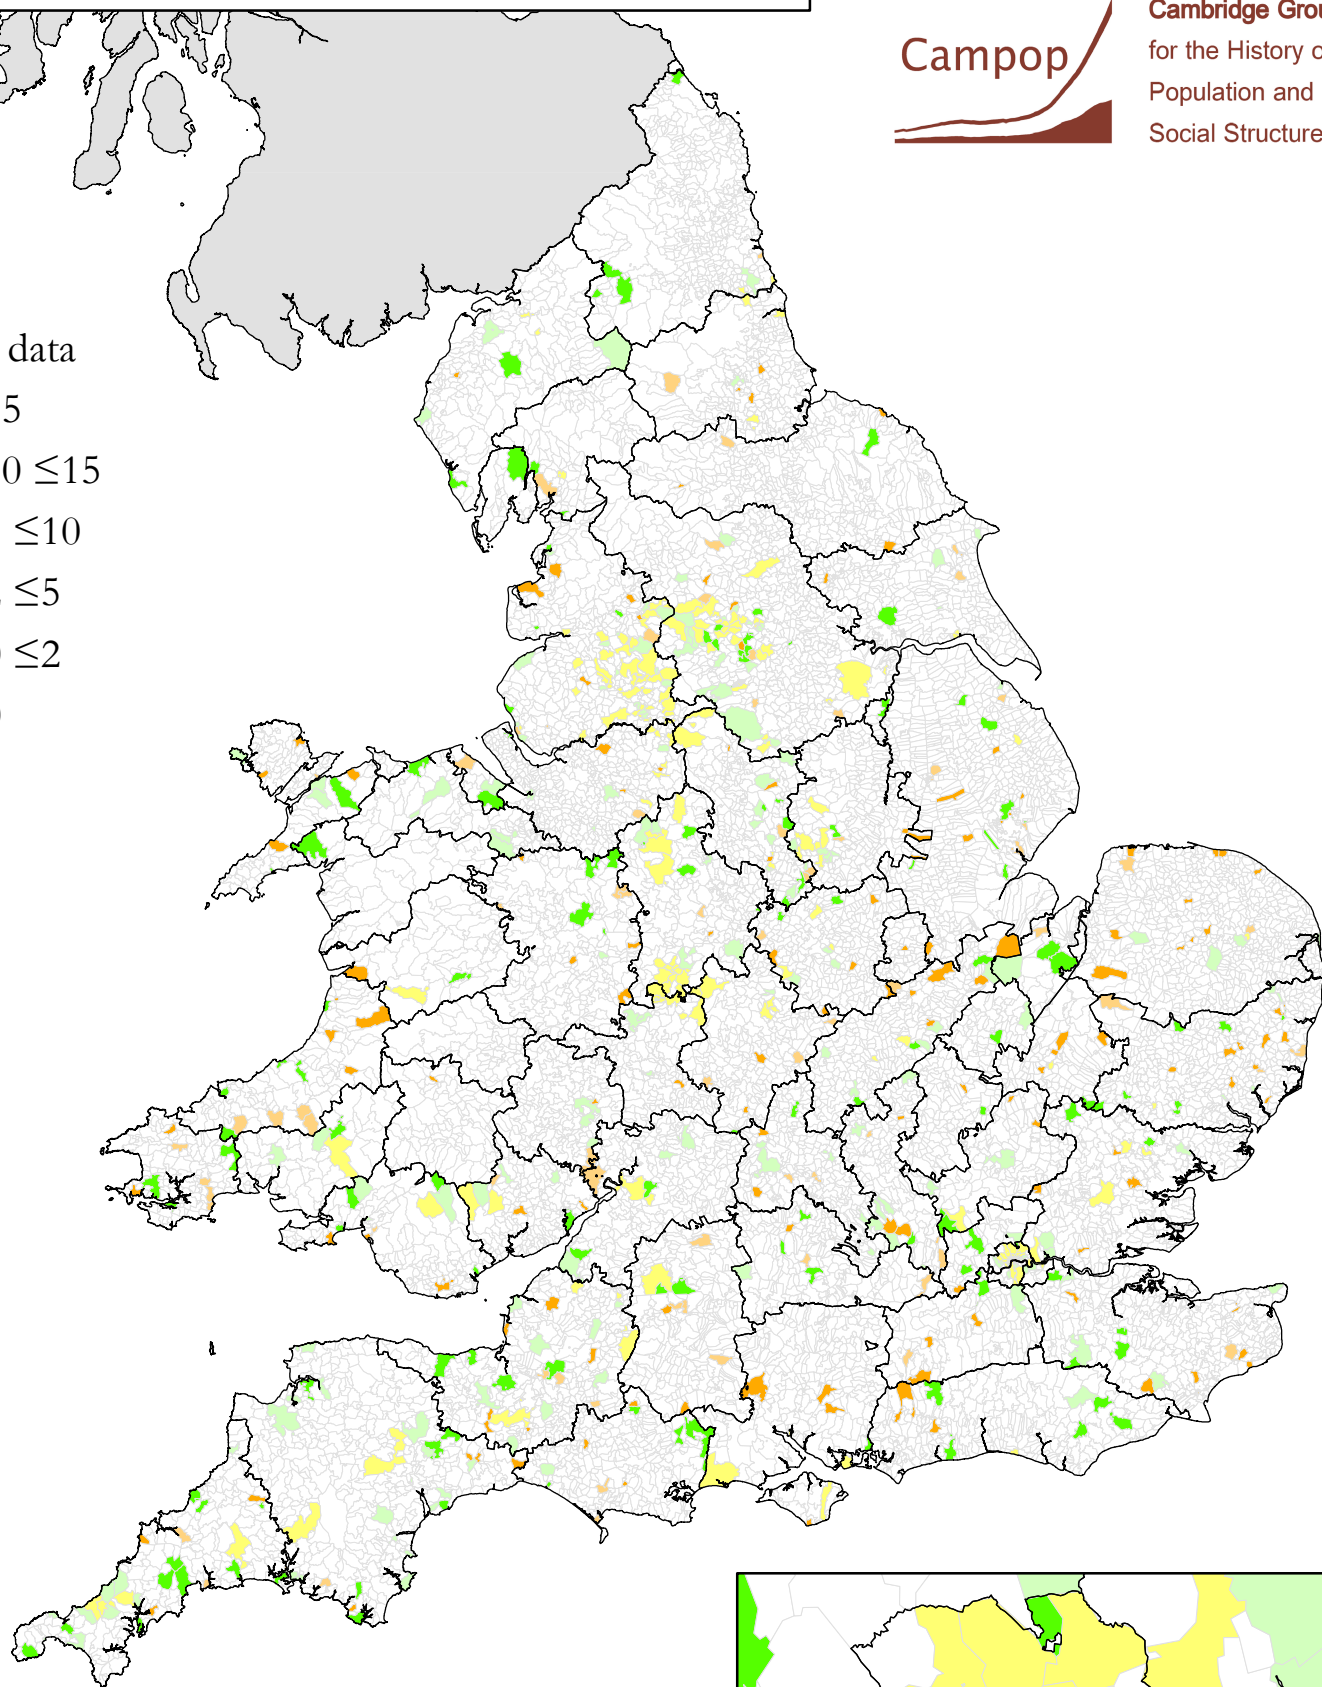 Campop
Cambridge Grou
for the History o
Population and
Social Structure
data
5
0 ≤15
≤10
≤5
≤2